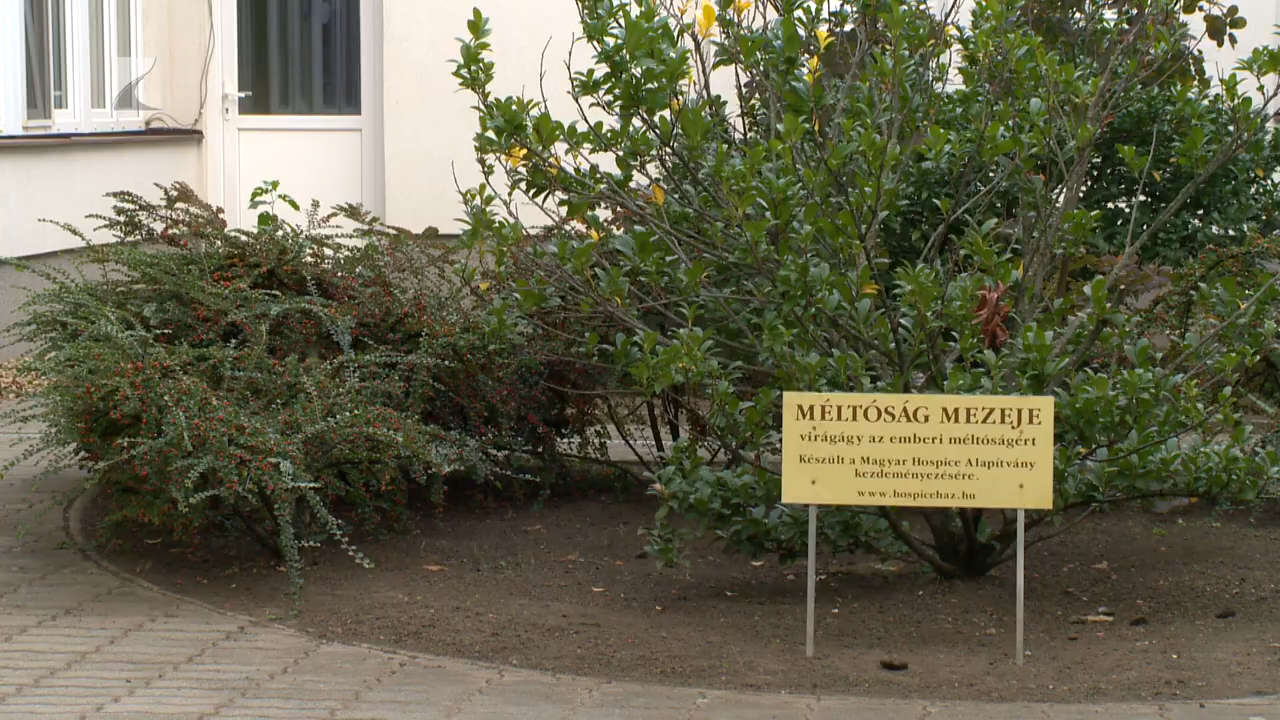 MÉLTÓSÁG MEZEJE
virágágy az emberi méltóságért
Készült a Magyar Hospice Alapítvány
kezdeményezésére.
www.hospicehaz.hu